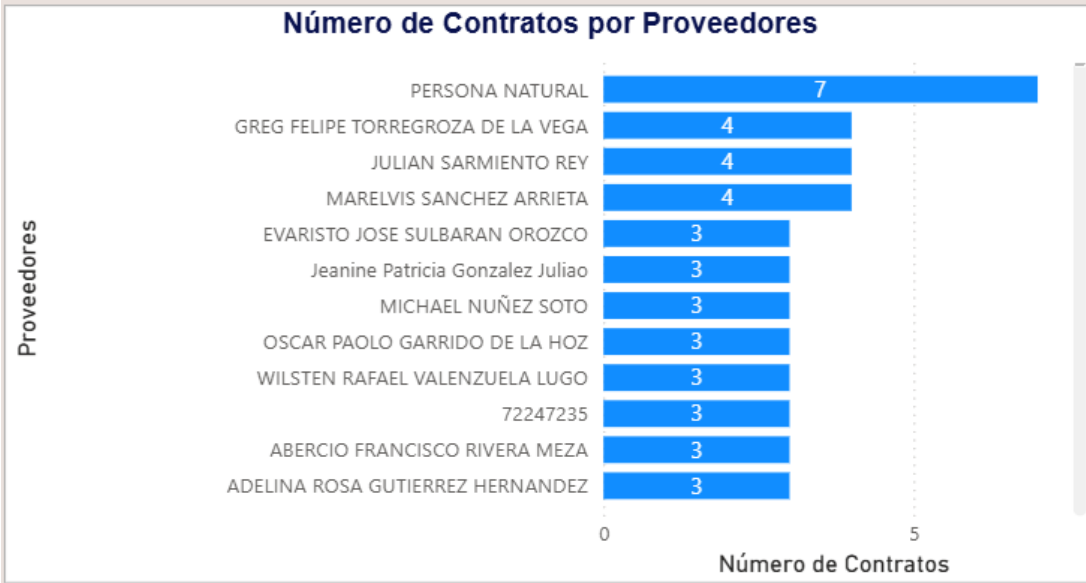 Número de Contratos por Proveedores
Proveedores
PERSONA NATURAL 7
GREG FELIPE TORREGROZA DE LA VEGA 4
JULIAN SARMIENTO REY 4
MARELVIS SANCHEZ ARRIETA 4
EVARISTO JOSE SULBARAN OROZCO 3
Jeanine Patricia Gonzalez Juliao 3
MICHAEL NUÑEZ SOTO 3
OSCAR PAOLO GARRIDO DE LA HOZ 3
WILSTEN RAFAEL VALENZUELA LUGO 3
72247235 3
ABERCIO FRANCISCO RIVERA MEZA 3
ADELINA ROSA GUTIERREZ HERNANDEZ 3
0 5
Número de Contratos